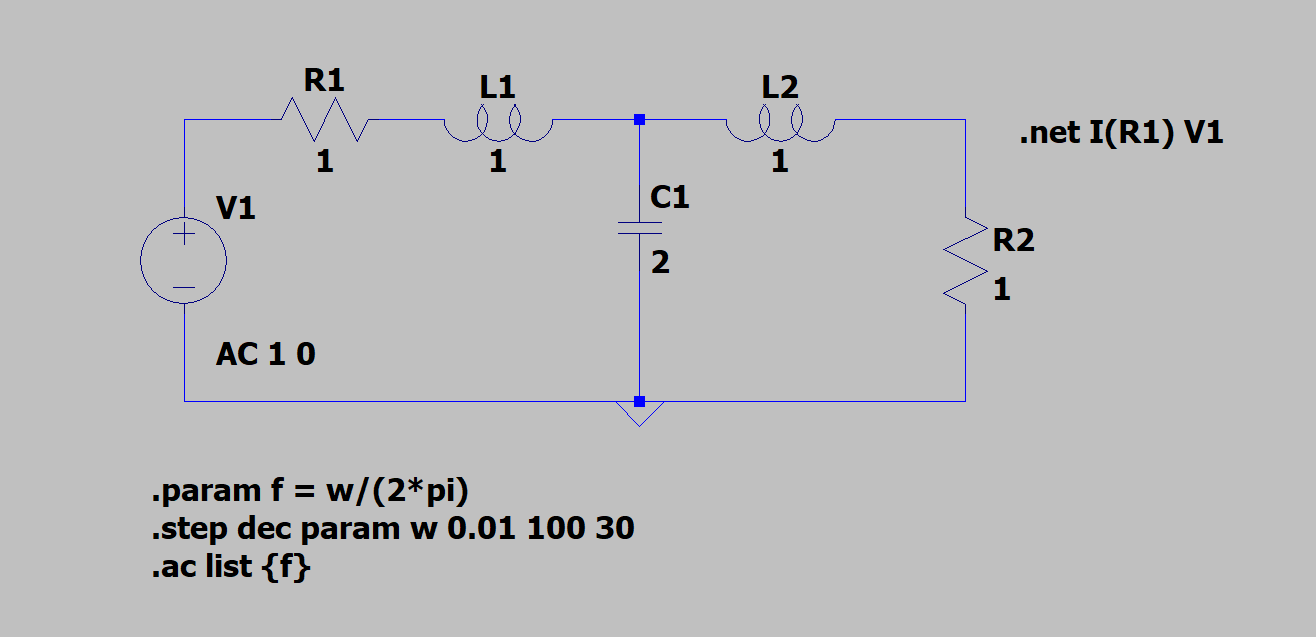 R1
1
L1
1
L2
1
.net I(R1) V1
V1
AC 1 0
C1
2
R2
1
.param f = w/(2*pi)
.step dec param w 0.01 100 30
.ac list {f}